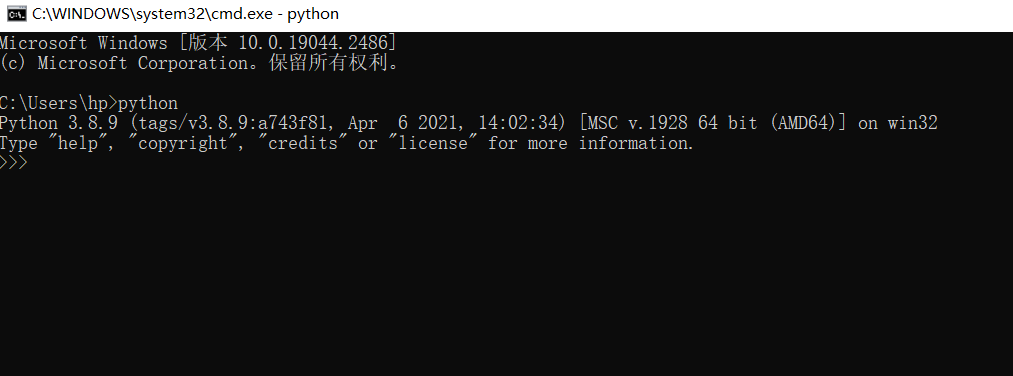 C:\WINDOWS\system32\cmd.exe - python
Microsoft Windows [版本 10.0.19044.2486]
(c) Microsoft Corporation。保留所有权利。
C:\Users\hp>python
Python 3.8.9 (tags/v3.8.9:a743f81, Apr  6 2021, 14:02:34) [MSC v.1928 64 bit (AMD64)] on win32
Type "help", "copyright", "credits" or "license" for more information.
>>>